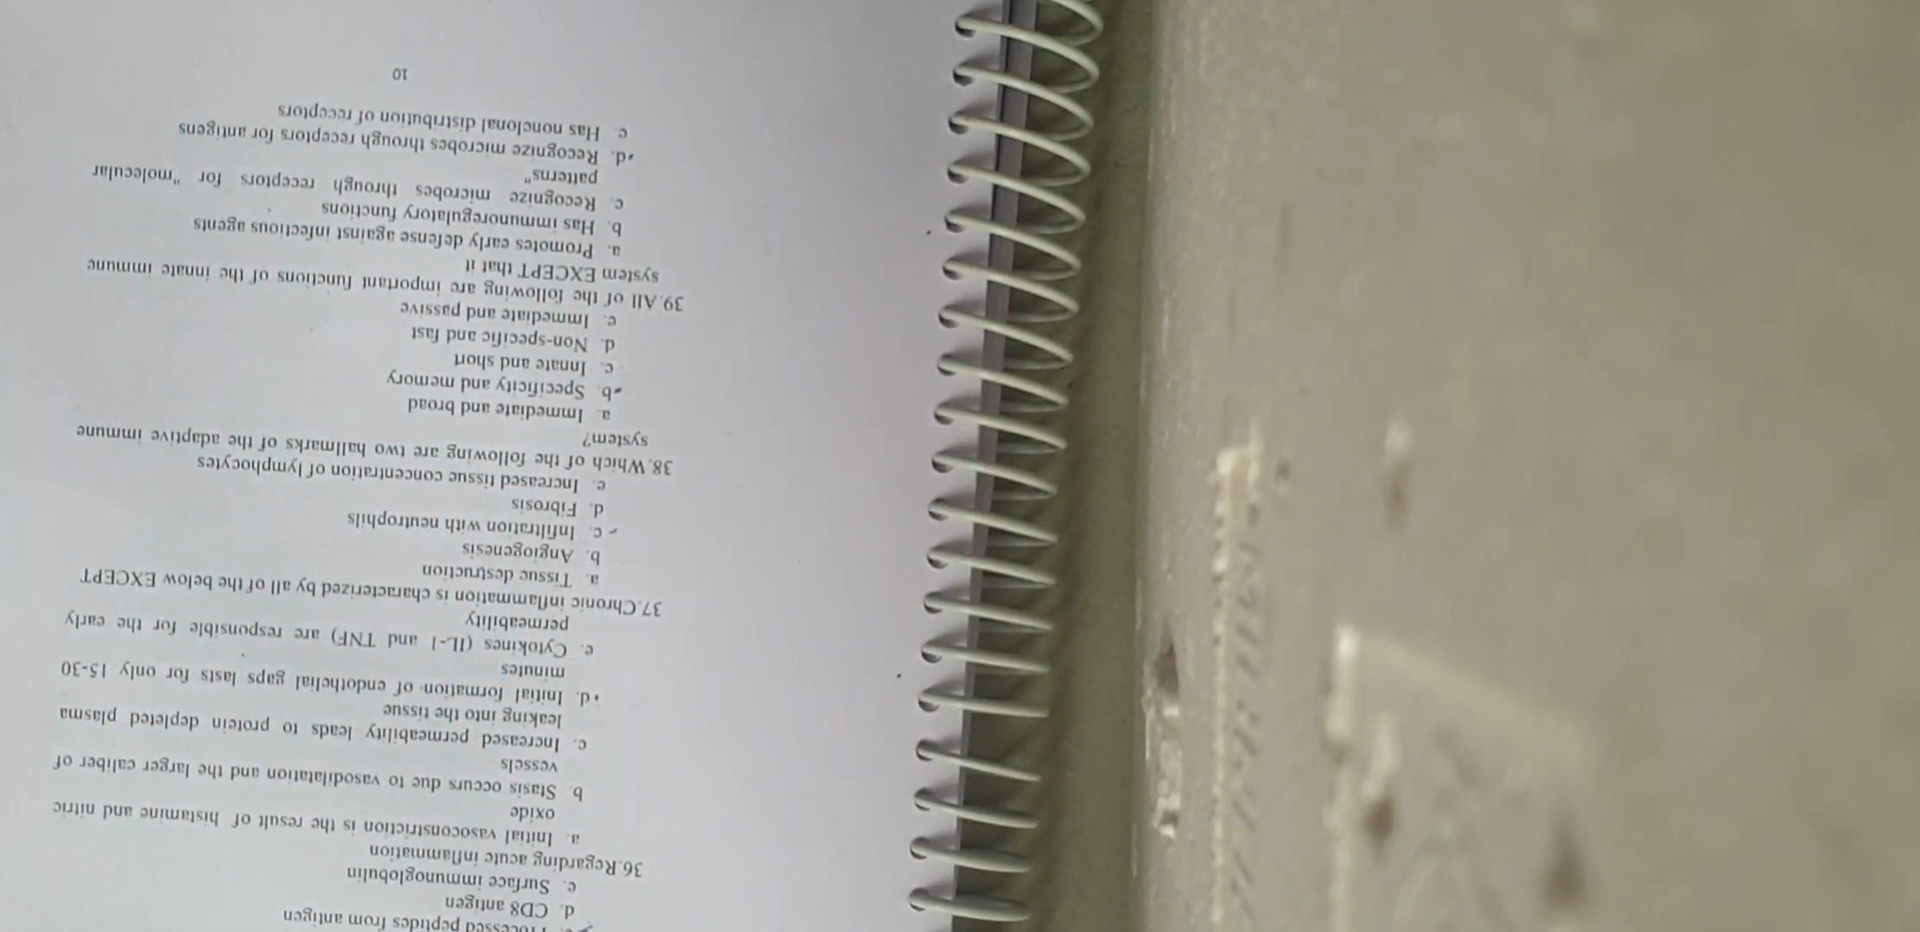 processed peptides from antigen
d. CD8 antigen
e. Surface immunoglobulin
36.Regarding acute inflammation
a. Initial vasoconstriction is the result of histamine and nitric
oxide
b. Stasis occurs due to vasodilatation and the larger caliber of
vessels
c. Increased permeability leads to protein depleted plasma
leaking into the tissue
d. Initial formation of endothelial gaps lasts for only 15-30
minutes
e. Cytokines (IL-1 and TNF) are responsible for the early
permeability
37.Chronic inflammation is characterized by all of the below EXCEPT
a. Tissue destruction
b. Angiogenesis
c. Infiltration with neutrophils
d. Fibrosis
e. Increased tissue concentration of lymphocytes
38.Which of the following are two hallmarks of the adaptive immune
system?
a. Immediate and broad
b. Specificity and memory
c. Innate and short
d. Non-specific and fast
e. Immediate and passive
39.All of the following are important functions of the innate immune
system EXCEPT that it
a. Promotes early defense against infectious agents
b. Has immunoregulatory functions
c. Recognize microbes through receptors for "molecular
patterns"
d. Recognize microbes through receptors for antigens
e. Has nonclonal distribution of receptors
10